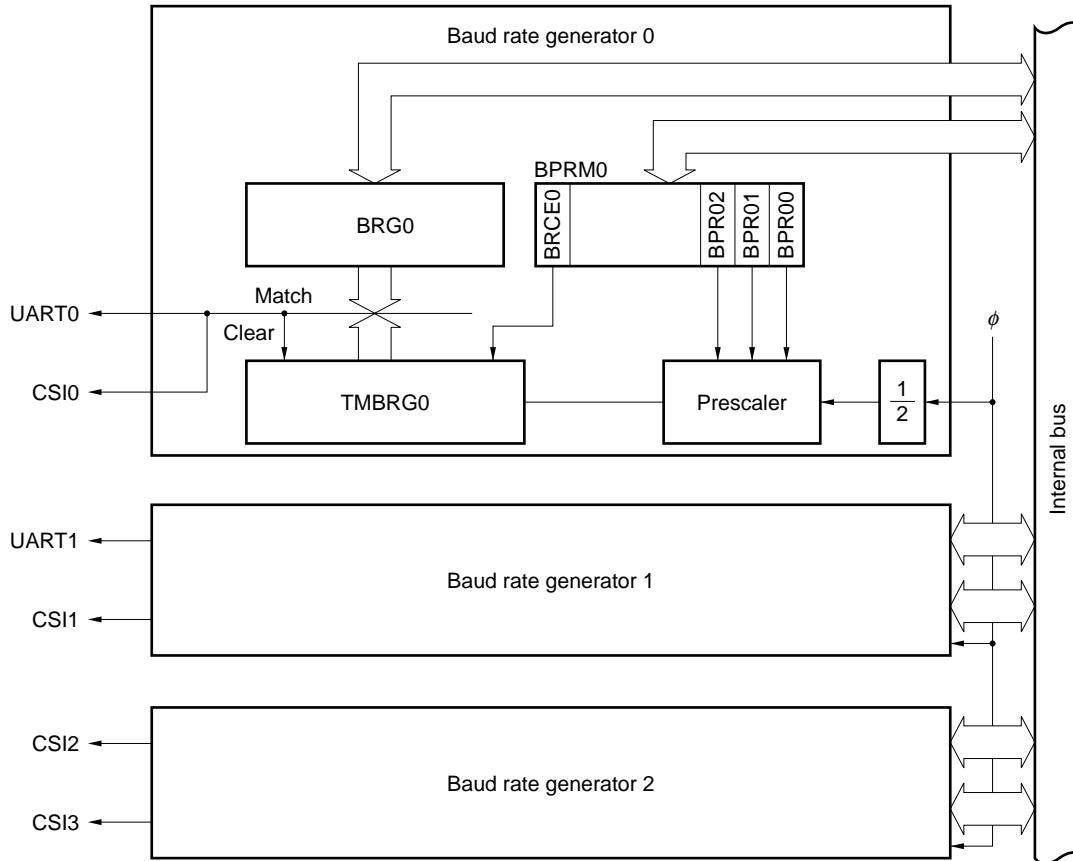 Baud rate generator 0
BPRM0
BRG0
BRCE0
BPR02
BPR01
BPR00
UART0
Match
Clear
CSI0
TMBRG0
Prescaler
1
2
ϕ
Internal bus
UART1
Baud rate generator 1
CSI1
CSI2
Baud rate generator 2
CSI3